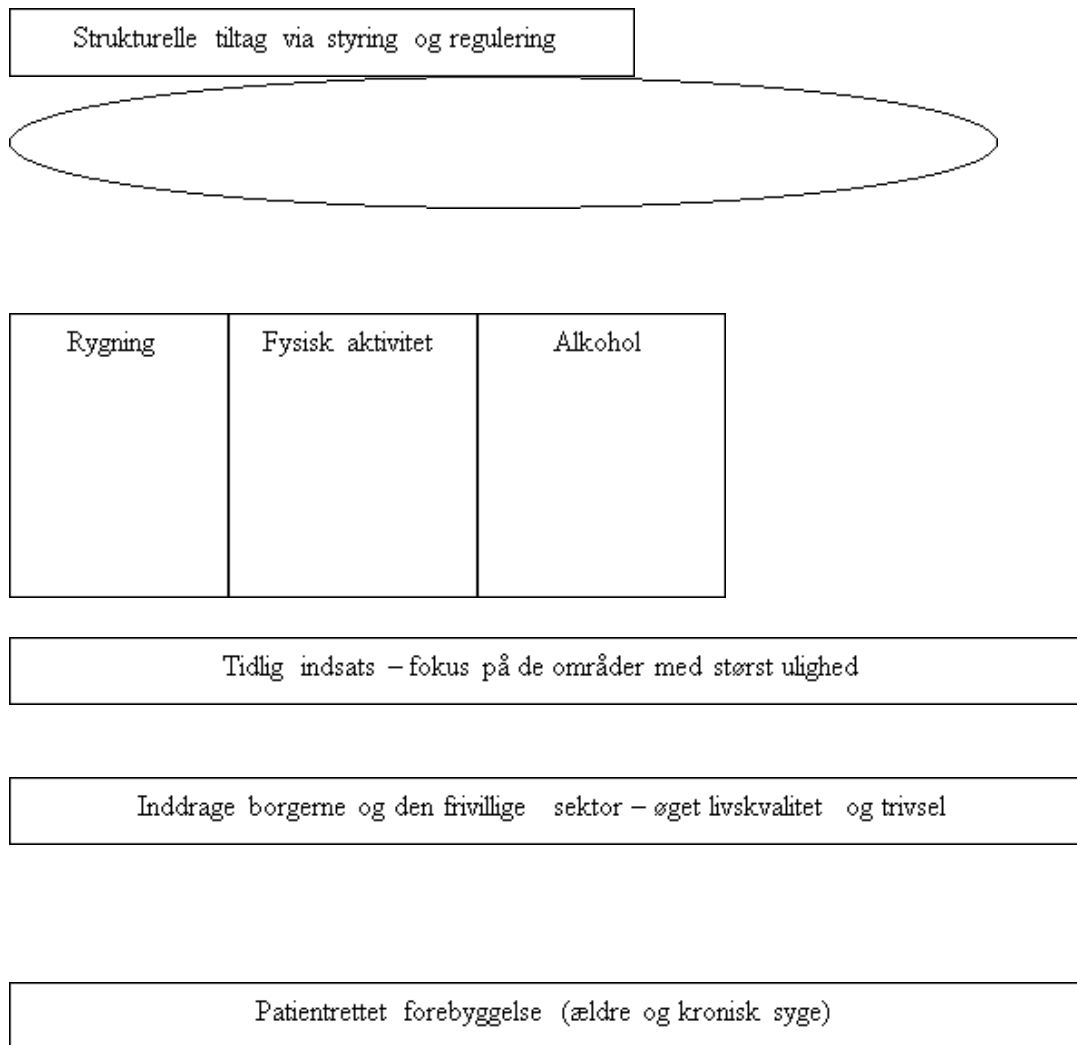 Strukturelle tiltag via styring og regulering
Rygning
Fysisk aktivitet
Alkohol
Tidlig indsats – fokus på de områder med størst ulighed
Inddrage borgerne og den frivillige sektor – øget livskvalitet og trivsel
Patientrettet forebyggelse (ældre og kronisk syge)